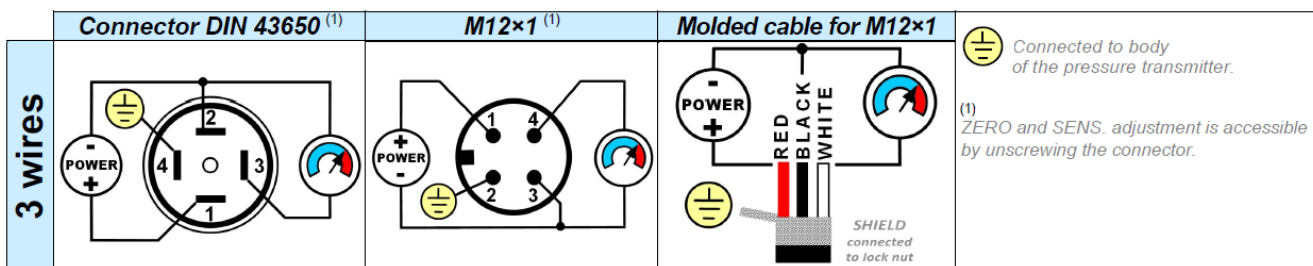 Connector DIN 43650 (1)
M12×1 (1)
Molded cable for M12×1
3 wires
- POWER +
1
2
3
4
+ POWER -
1
4
2
3
- POWER +
RED
BLACK
WHITE
SHIELD
connected
to lock nut
Connected to body
of the pressure transmitter.
(1)
ZERO and SENS. adjustment is accessible
by unscrewing the connector.